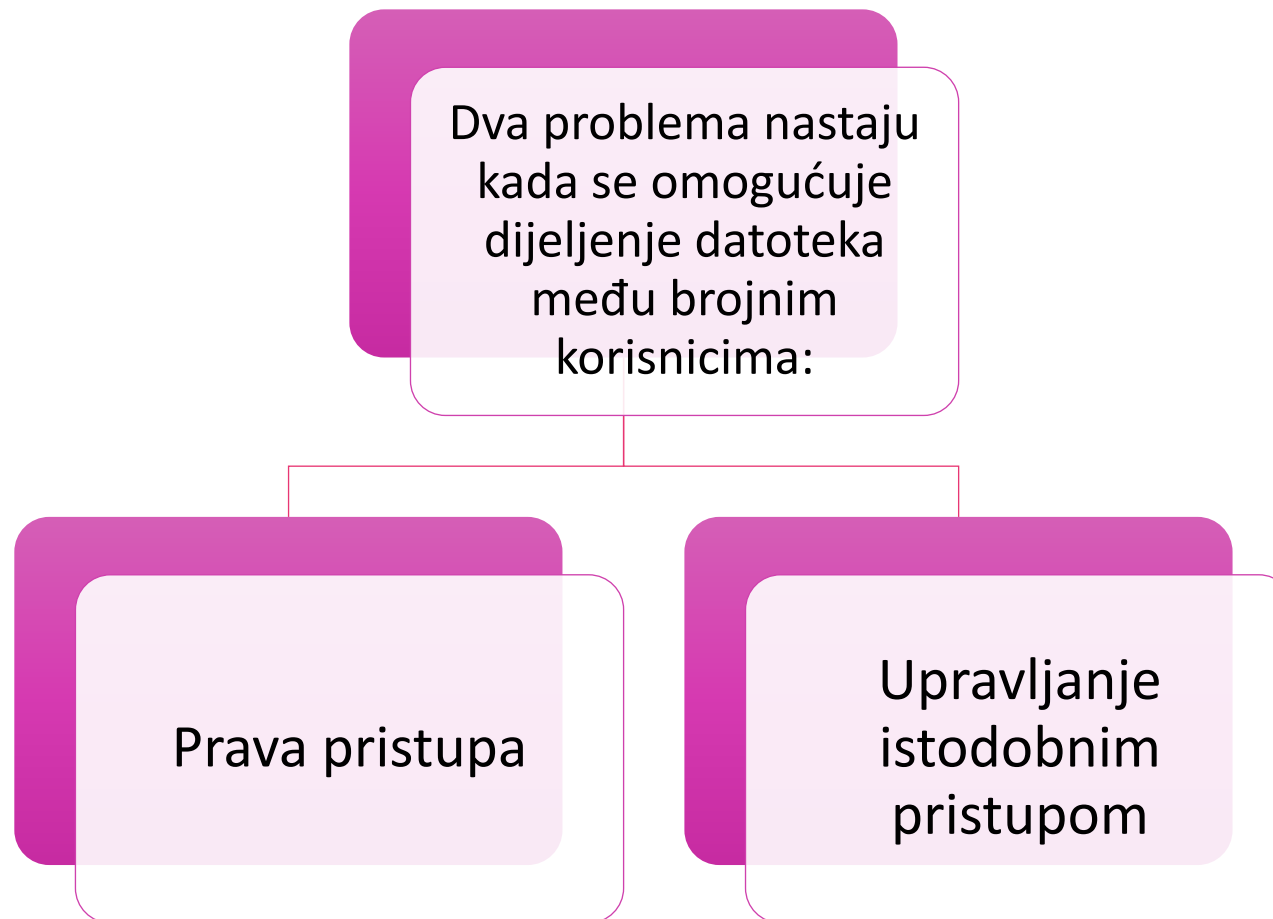 Dva problema nastaju
kada se omogućuje
dijeljenje datoteka
među brojnim
korisnicima:
Prava pristupa
Upravljanje
istodobnim
pristupom